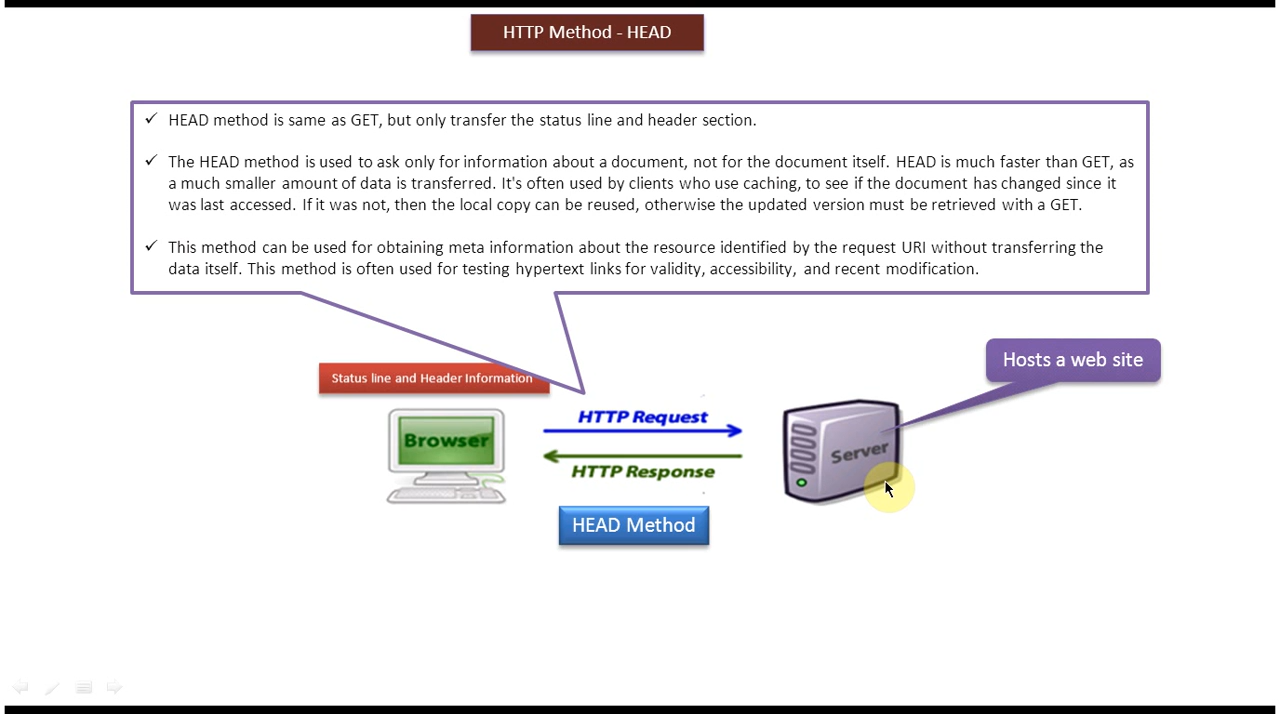 HTTP Method - HEAD
✓ HEAD method is same as GET, but only transfer the status line and header section.
✓ The HEAD method is used to ask only for information about a document, not for the document itself. HEAD is much faster than GET, as
a much smaller amount of data is transferred. It's often used by clients who use caching, to see if the document has changed since it
was last accessed. If it was not, then the local copy can be reused, otherwise the updated version must be retrieved with a GET.
✓ This method can be used for obtaining meta information about the resource identified by the request URI without transferring the
data itself. This method is often used for testing hypertext links for validity, accessibility, and recent modification.
Hosts a web site
Status line and Header Information
HTTP Request
Browser
Server
HTTP Response
HEAD Method